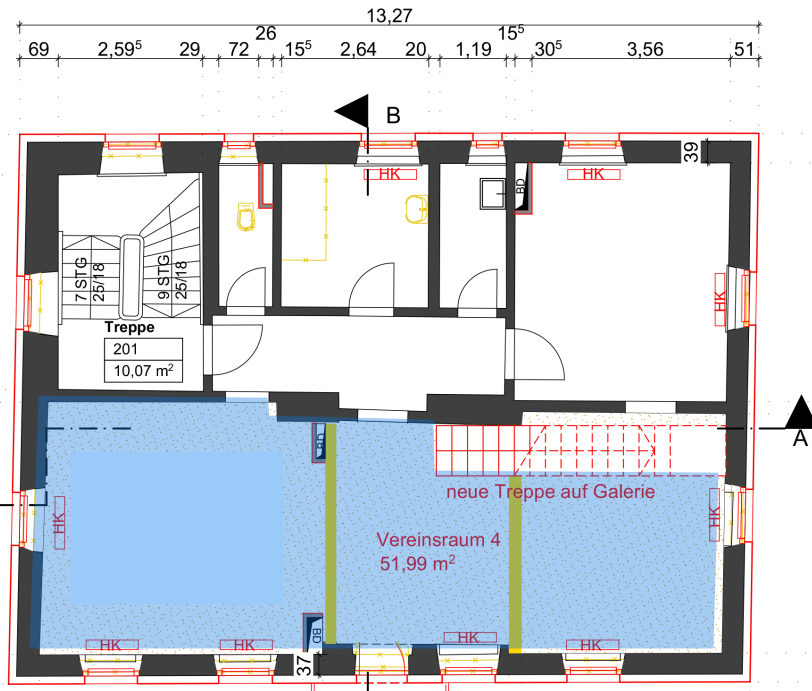 13,27
26
15⁵
69 2,59⁵ 29 72 15⁵ 2,64 20 1,19 30⁵ 3,56 51
B
39
HK
HK
BD
7 STG
25/18
9 STG
25/18
HK
Treppe
201
10,07 m²
A
BD
neue Treppe auf Galerie
HK
HK
Vereinsraum 4
51,99 m²
BD
HK
HK
HK
HK
37